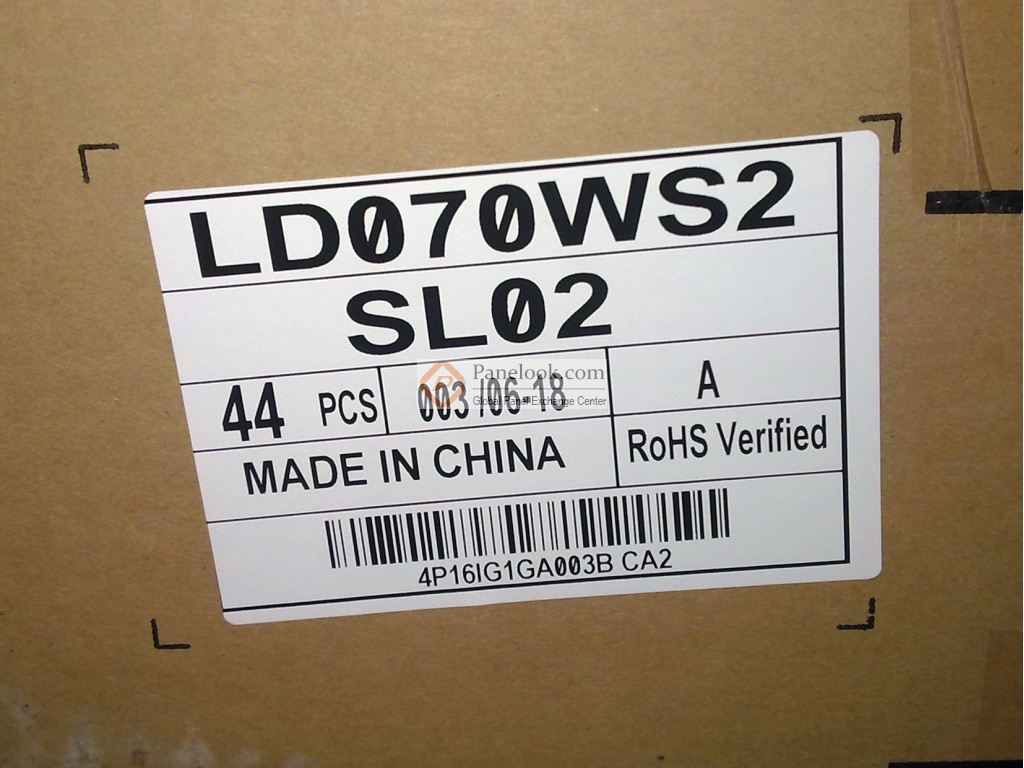 LD070WS2
SL02
44 PCS 003 /06-18 A
Panelook.com
Global Panel Exchange Center
MADE IN CHINA RoHS Verified
4P16IG1GA003B CA2